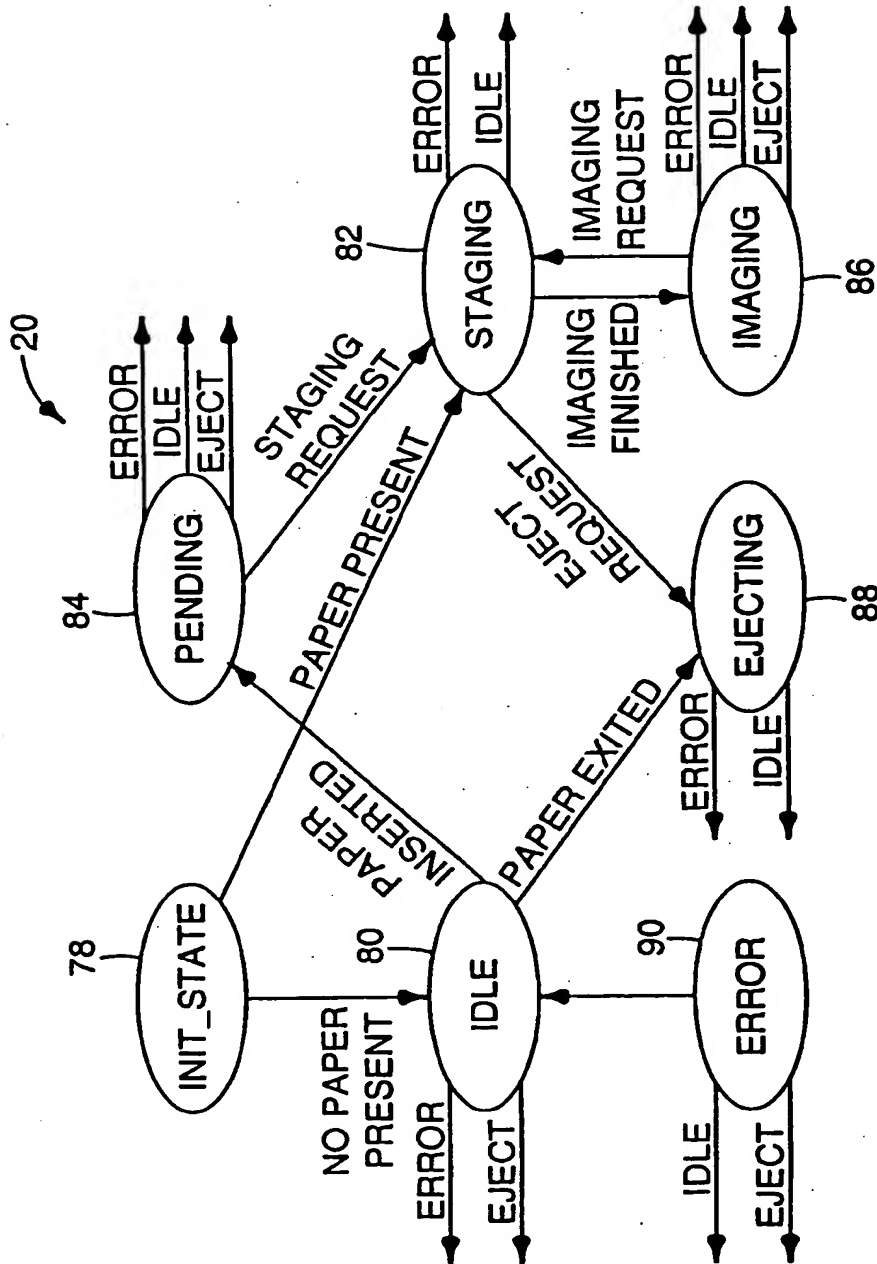 20
78
INIT_STATE
84
PENDING
ERROR
IDLE
EJECT
NO PAPER
PRESENT
PAPER
INSERTED
PAPER PRESENT
STAGING
REQUEST
80
IDLE
ERROR
EJECT
82
STAGING
ERROR
IDLE
PAPER EXITED
EJECT
REQUEST
IMAGING
FINISHED
IMAGING
REQUEST
90
ERROR
IDLE
EJECT
EJECTING
88
ERROR
IDLE
IMAGING
86
ERROR
IDLE
EJECT